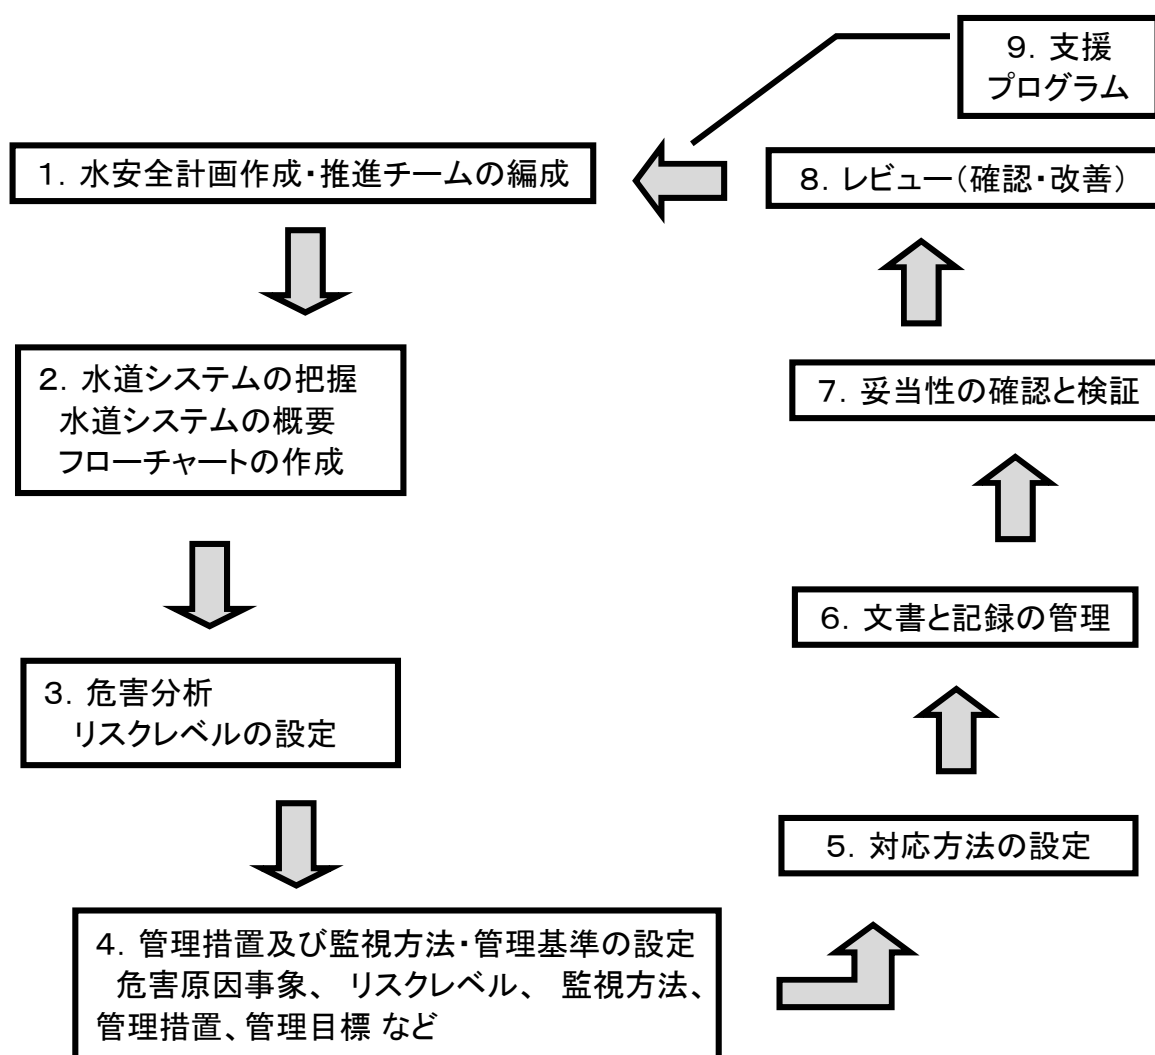 ９．支援
プログラム
１．水安全計画作成・推進チームの編成
８．レビュー（確認・改善）
２．水道システムの把握
水道システムの概要
フローチャートの作成
７．妥当性の確認と検証
６．文書と記録の管理
３．危害分析
リスクレベルの設定
５．対応方法の設定
４．管理措置及び監視方法・管理基準の設定
危害原因事象、 リスクレベル、 監視方法、
管理措置、管理目標 など